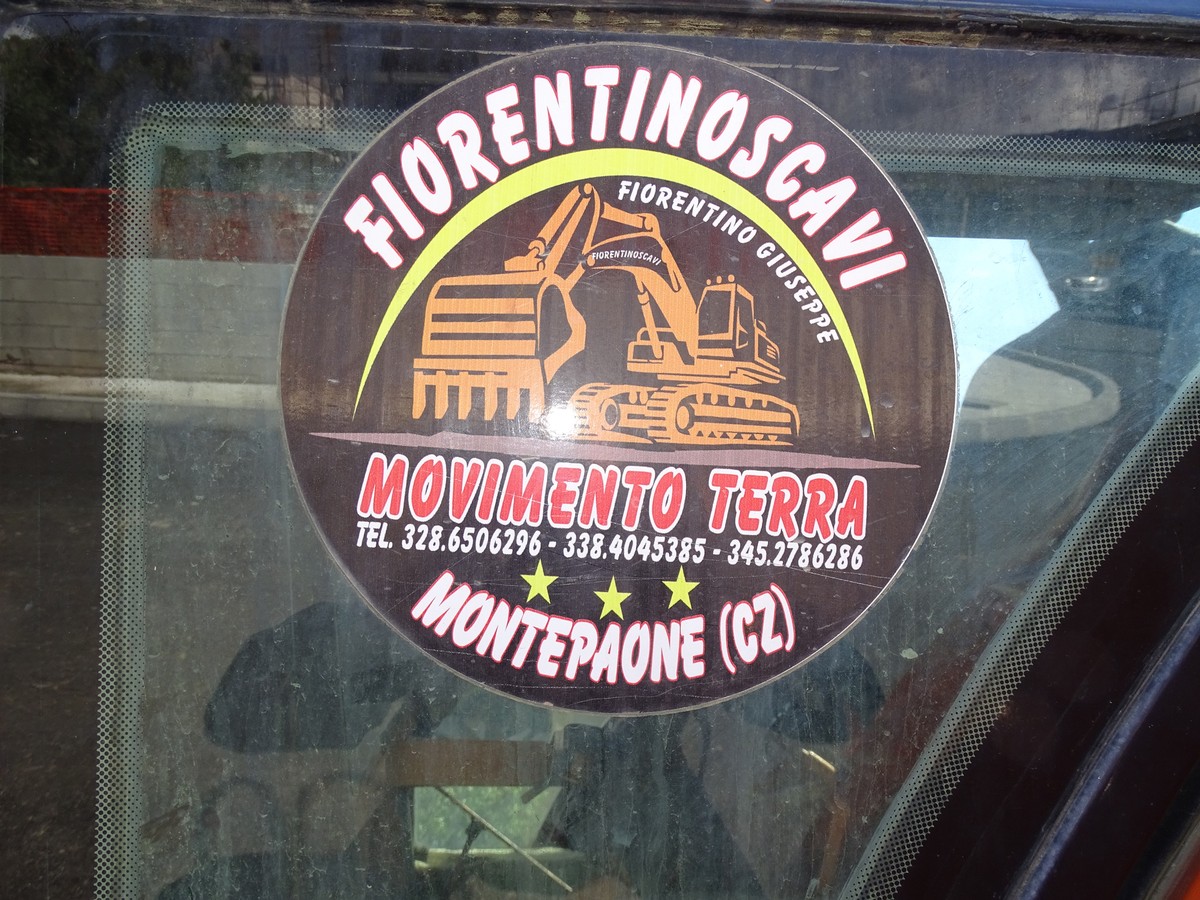 FIORENTINOSCAVI
FIORENTINO GIUSEPPE
FIORENTINOSCAVI
MOVIMENTO TERRA
TEL. 328.6506296 - 338.4045385 - 345.2786286
MONTEPAONE (CZ)